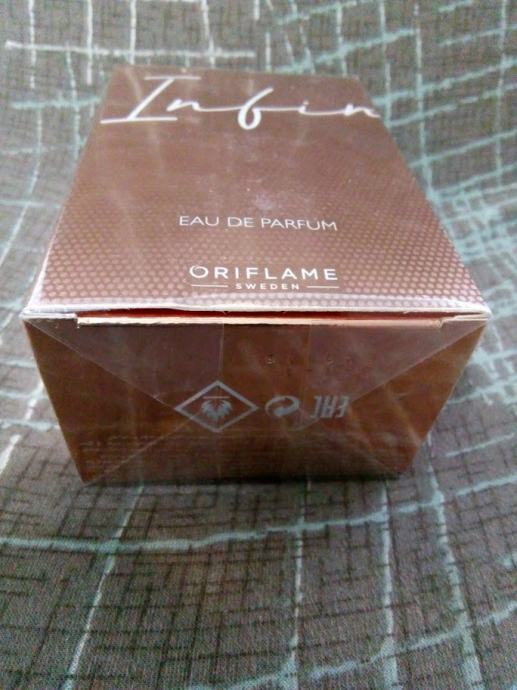 Infin
EAU DE PARFUM
ORIFLAME
SWEDEN
EAC